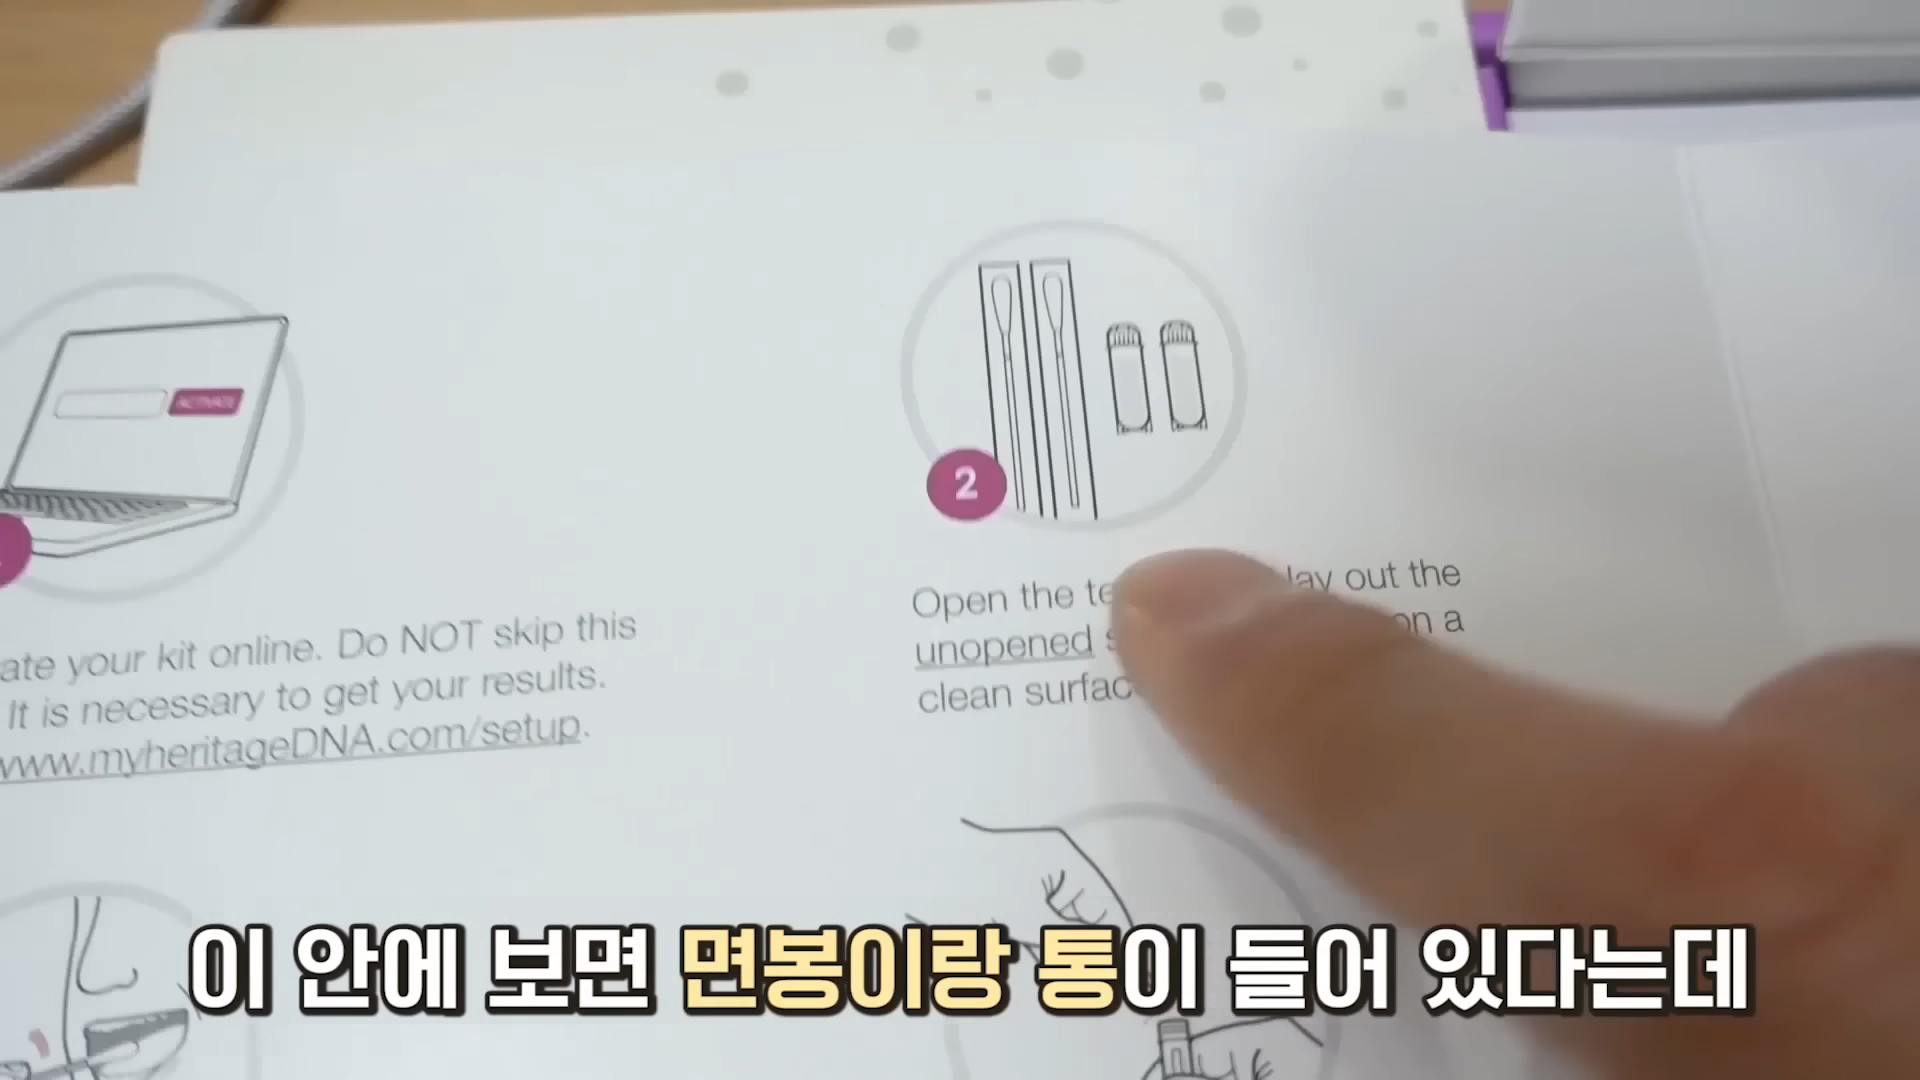 ACTIVATE
ate your kit online. Do NOT skip this
It is necessary to get your results.
www.myheritageDNA.com/setup.
2
Open the lay out the
unopened on a
clean surfac
이 안에 보면 면봉이랑 통이 들어 있다는데